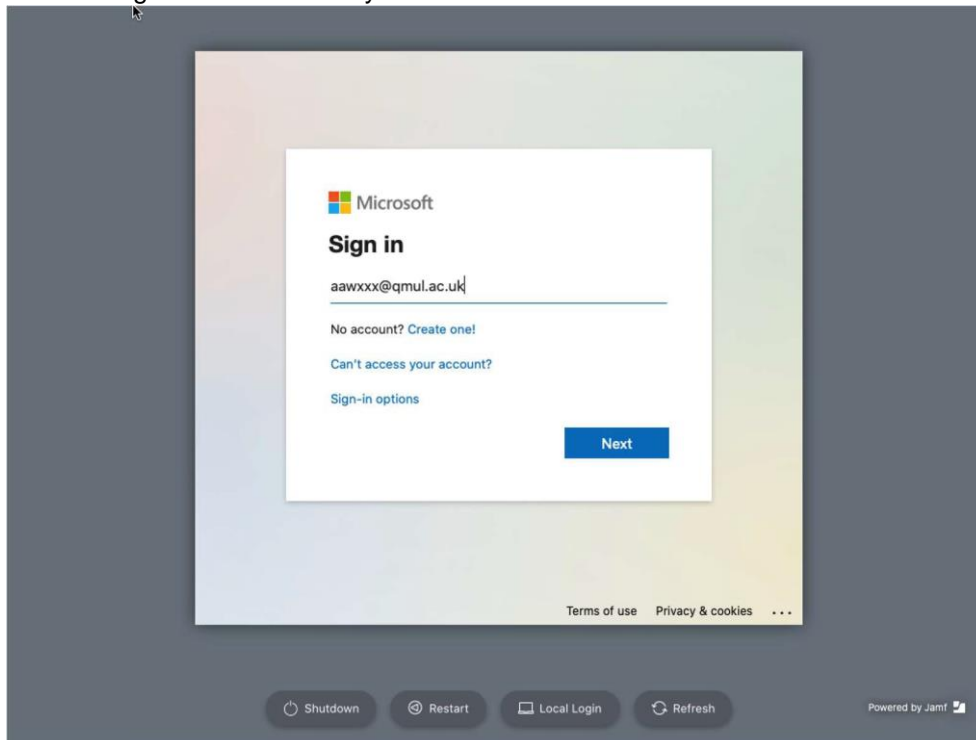 Microsoft
Sign in
aawxxx@qmul.ac.uk
No account? Create one!
Can't access your account?
Sign-in options
Next
Terms of use Privacy & cookies ...
Shutdown Restart Local Login Refresh Powered by Jamf